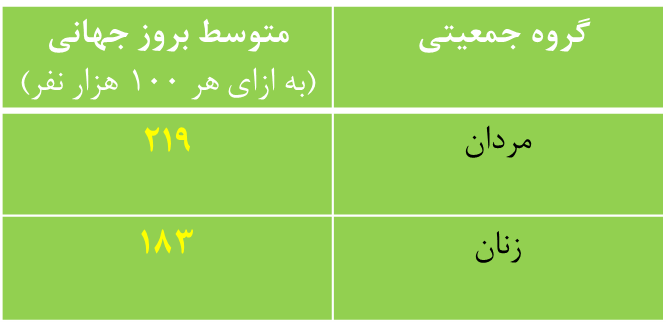 گروه جمعیتی
متوسط بروز جهانی
(به ازای هر ۱۰۰ هزار نفر)
مردان
۲۱۹
زنان
۱۸۳